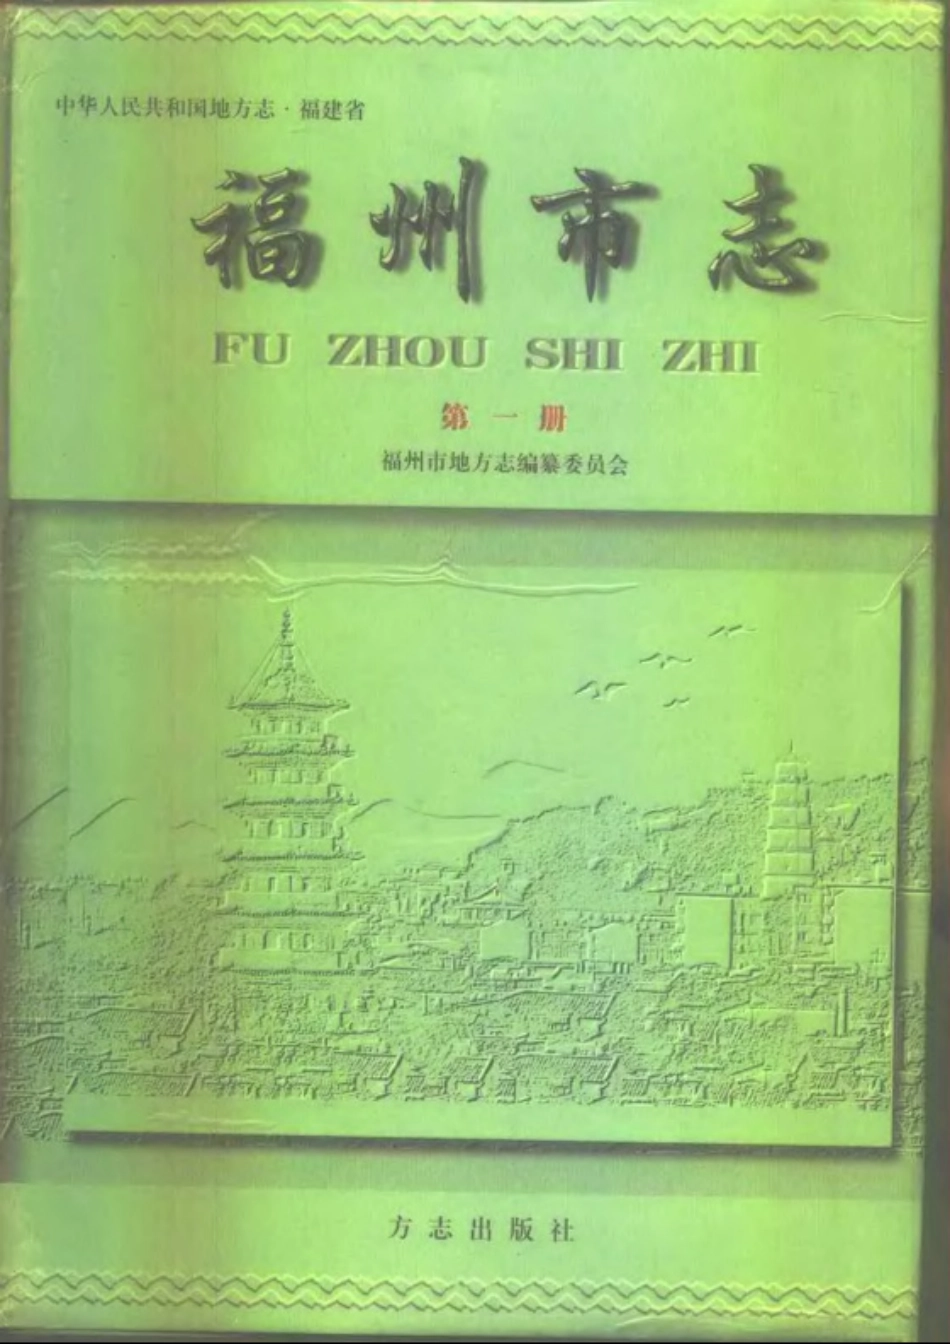 中华人民共和国地方志·福建省
福州市志
FU ZHOU SHI ZHI
第一册
福州市地方志编纂委员会
方志出版社